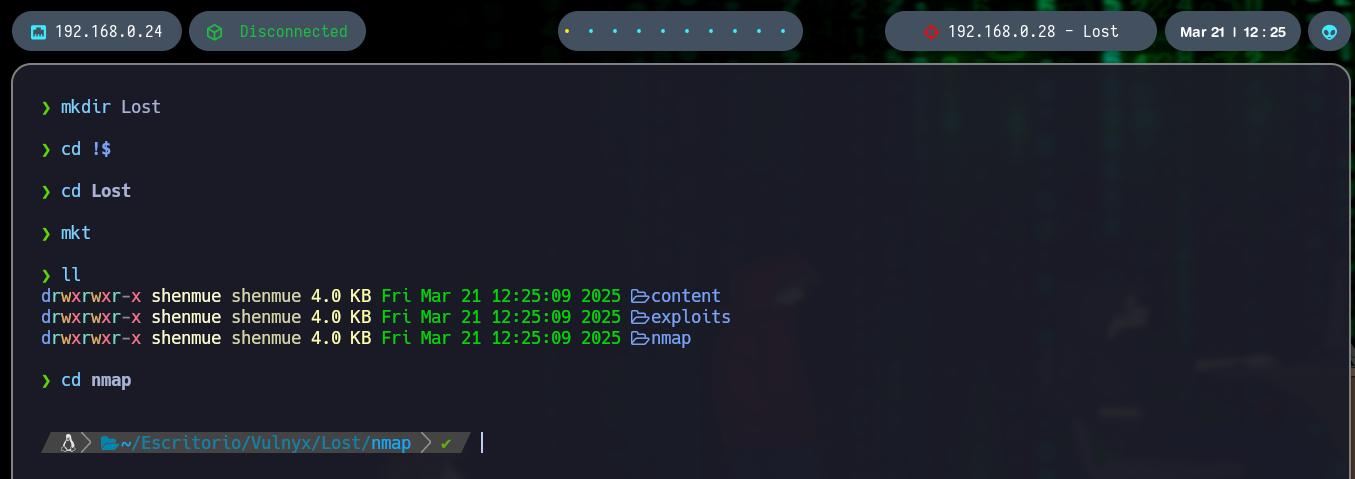 192.168.0.24 Disconnected 192.168.0.28 - Lost Mar 21 | 12:25
❯ mkdir Lost
❯ cd !$
❯ cd Lost
❯ mkt
❯ ll
drwxrwxr-x shenmue shenmue 4.0 KB Fri Mar 21 12:25:09 2025 content
drwxrwxr-x shenmue shenmue 4.0 KB Fri Mar 21 12:25:09 2025 exploits
drwxrwxr-x shenmue shenmue 4.0 KB Fri Mar 21 12:25:09 2025 nmap
❯ cd nmap
~/Escritorio/Vulnyx/Lost/nmap ✔